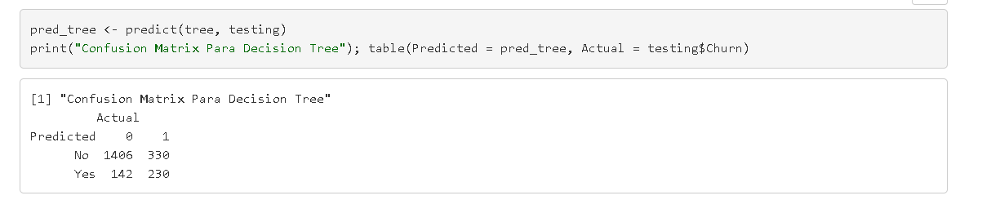 pred_tree <- predict(tree, testing)
print("Confusion Matrix Para Decision Tree"); table(Predicted = pred_tree, Actual = testing$Churn)
[1] "Confusion Matrix Para Decision Tree"
         Actual
Predicted    0    1
      No  1406  330
      Yes  142  230